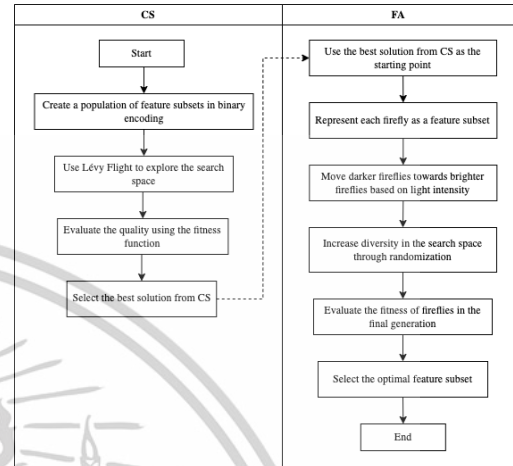 CS
Start
Create a population of feature subsets in binary
encoding
Use Lévy Flight to explore the search
space
Evaluate the quality using the fitness
function
Select the best solution from CS
FA
Use the best solution from CS as the
starting point
Represent each firefly as a feature subset
Move darker fireflies towards brighter
fireflies based on light intensity
Increase diversity in the search space
through randomization
Evaluate the fitness of fireflies in the
final generation
Select the optimal feature subset
End